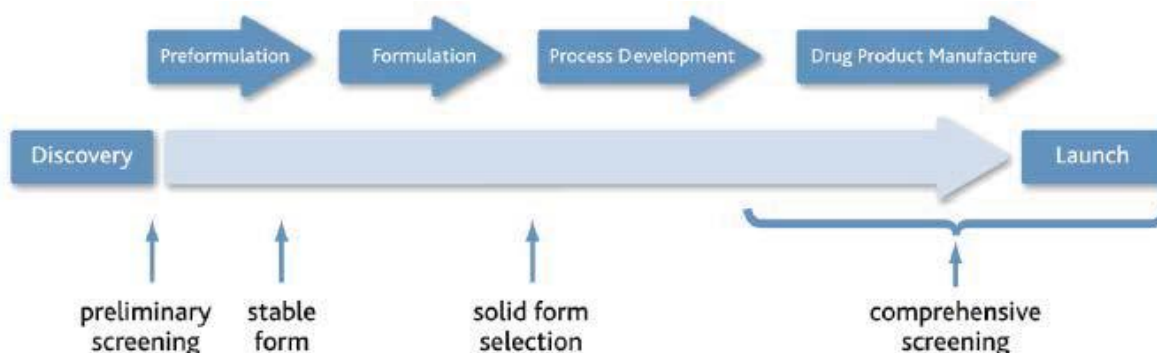 Preformulation
Formulation
Process Development
Drug Product Manufacture
Discovery
Launch
preliminary
screening
stable
form
solid form
selection
comprehensive
screening